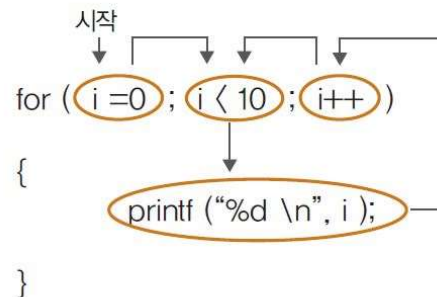 시작
for ( i =0 ; i < 10 ; i++ )
{
printf (“%d \n”, i );
}